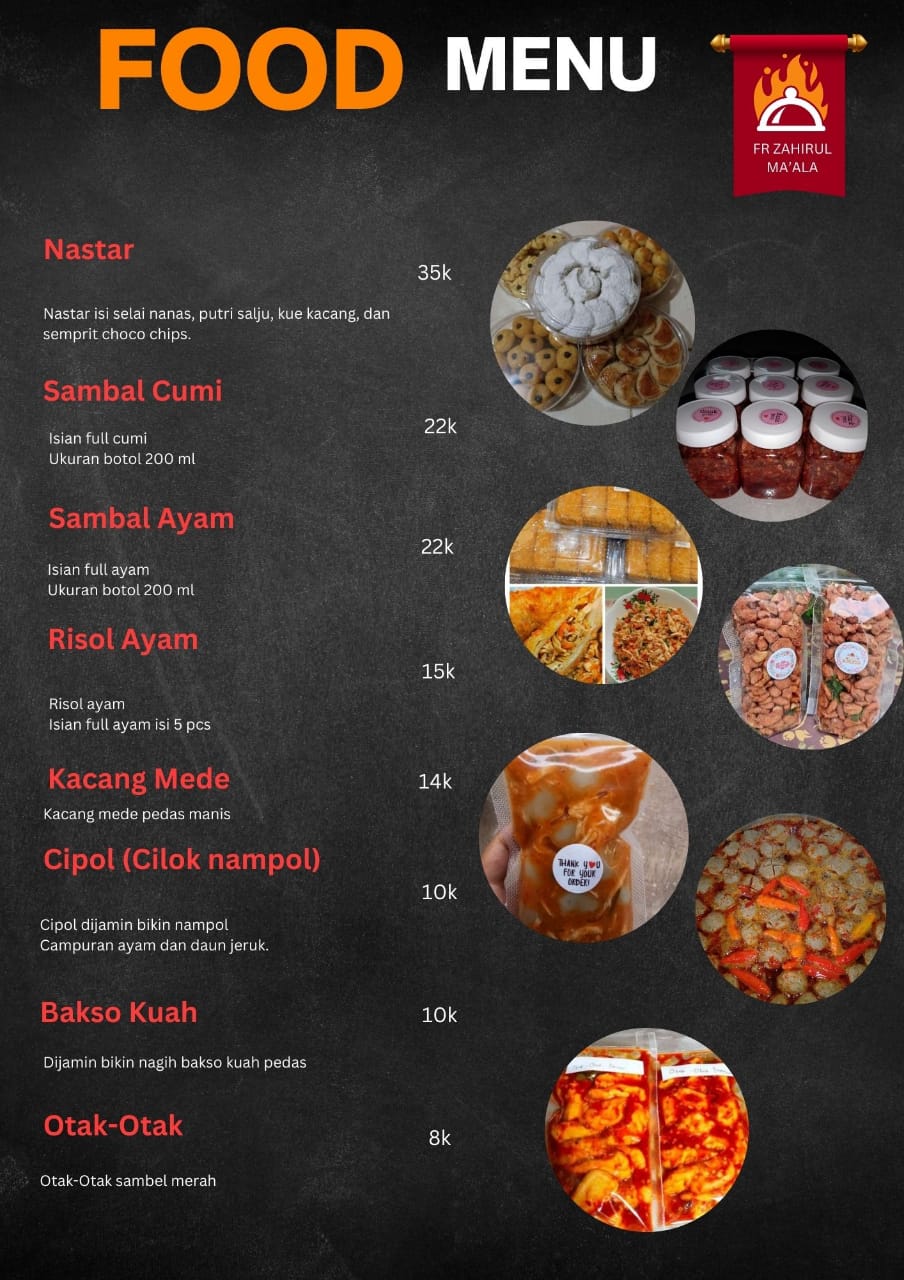 FOOD MENU
FR ZAHIRUL
MA'ALA
Nastar
35k
Nastar isi selai nanas, putri salju, kue kacang, dan
semprit choco chips.
Sambal Cumi
22k
Isian full cumi
Ukuran botol 200 ml
Sambal Ayam
22k
Isian full ayam
Ukuran botol 200 ml
Risol Ayam
15k
Risol ayam
Isian full ayam isi 5 pcs
Kacang Mede
14k
Kacang mede pedas manis
Cipol (Cilok nampol)
10k
Cipol dijamin bikin nampol
Campuran ayam dan daun jeruk.
THANK YOU
FOR YOUR
ORDER!
Bakso Kuah
10k
Dijamin bikin nagih bakso kuah pedas
Otak-Otak
8k
Otak-Otak sambel merah